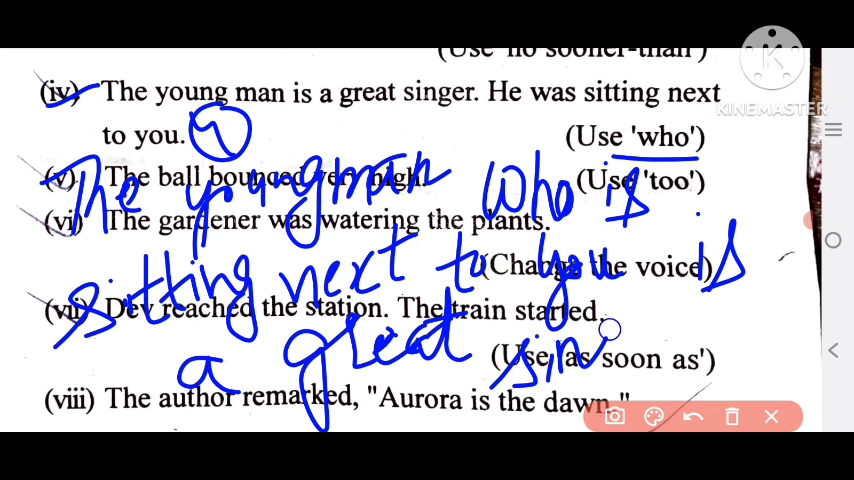 (Use 'no sooner-than')
KINEMASTER
(iv) The young man is a great singer. He was sitting next
to you. (Use 'who')
(v) The ball bounced very high. (Use 'too')
The youngman who is
(vi) The gardener was watering the plants.
sitting next to you is
(Change the voice)
(vii) Dev reached the station. The train started.
a great sin
(Use 'as soon as')
(viii) The author remarked, "Aurora is the dawn."